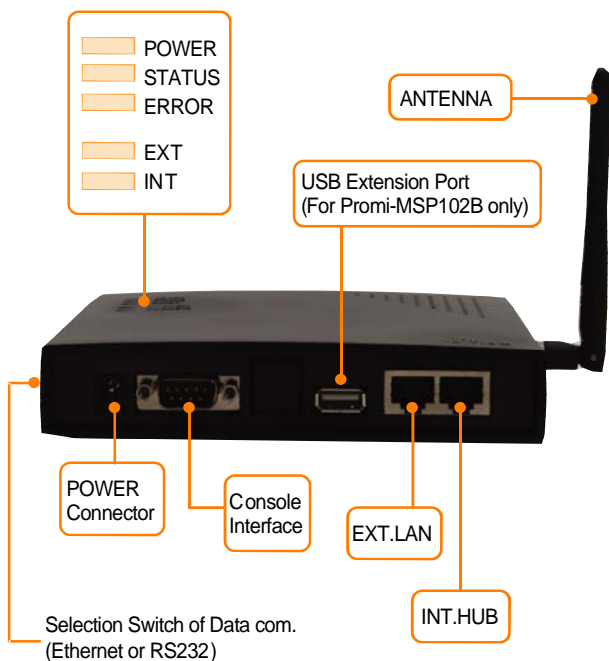 POWER
STATUS
ERROR
EXT
INT
ANTENNA
USB Extension Port
(For Promi-MSP102B only)
POWER
Connector
Console
Interface
EXT.LAN
INT.HUB
Selection Switch of Data com.
(Ethernet or RS232)